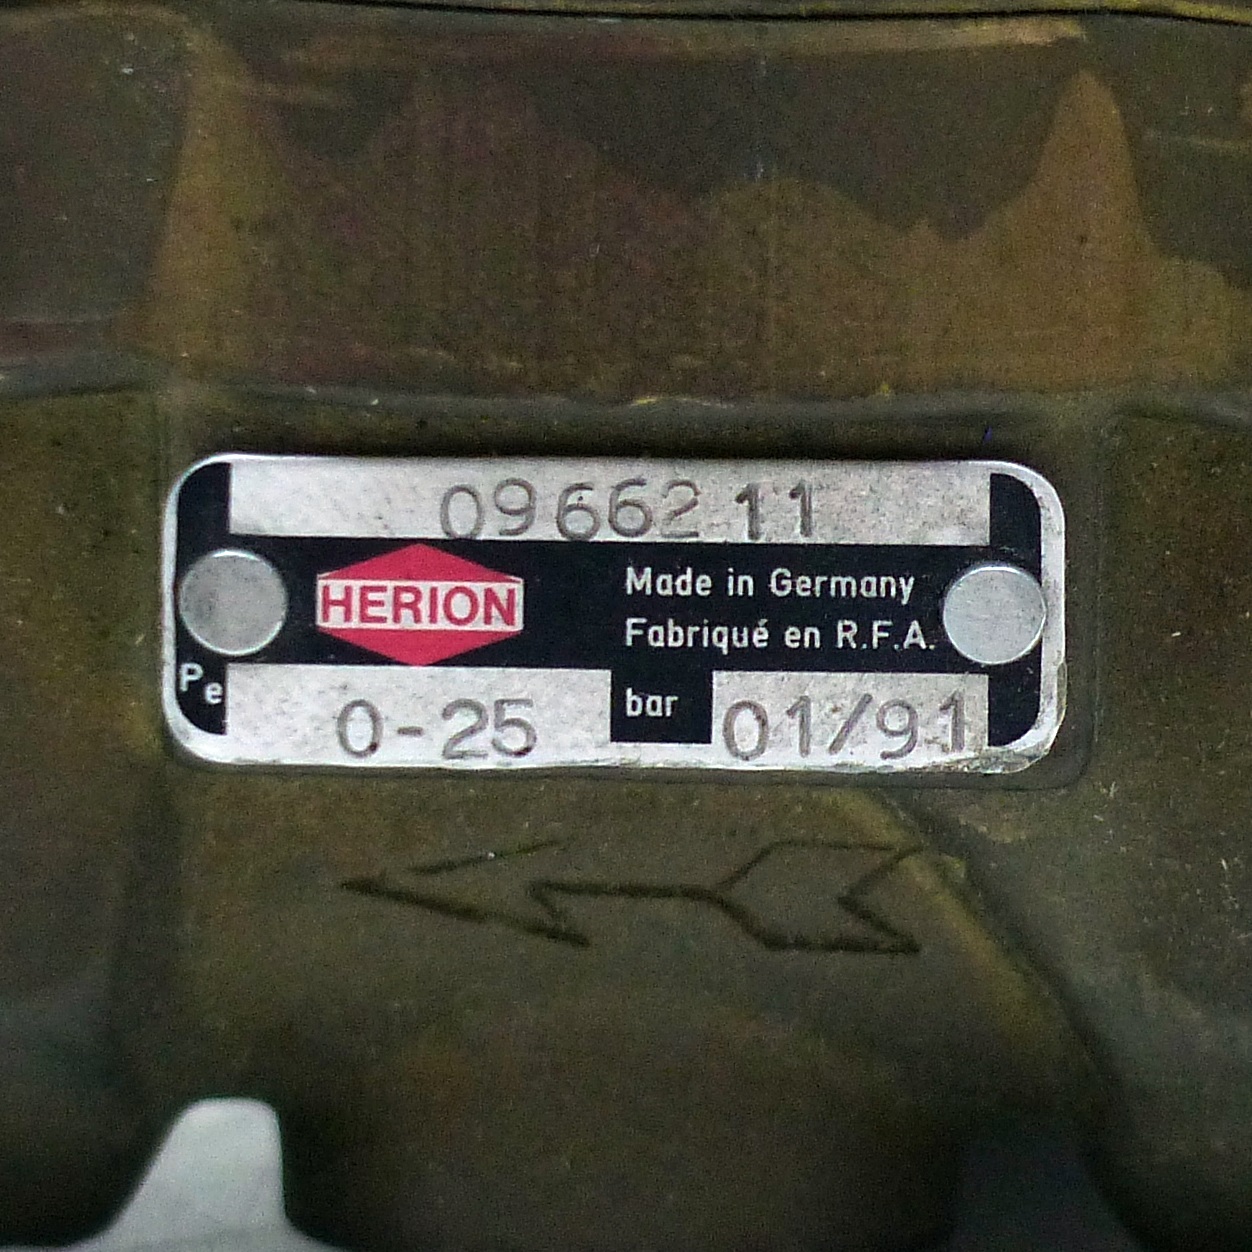 0966211
HERION
Made in Germany
Fabriqué en R.F.A.
Pe 0-25 bar 01/91